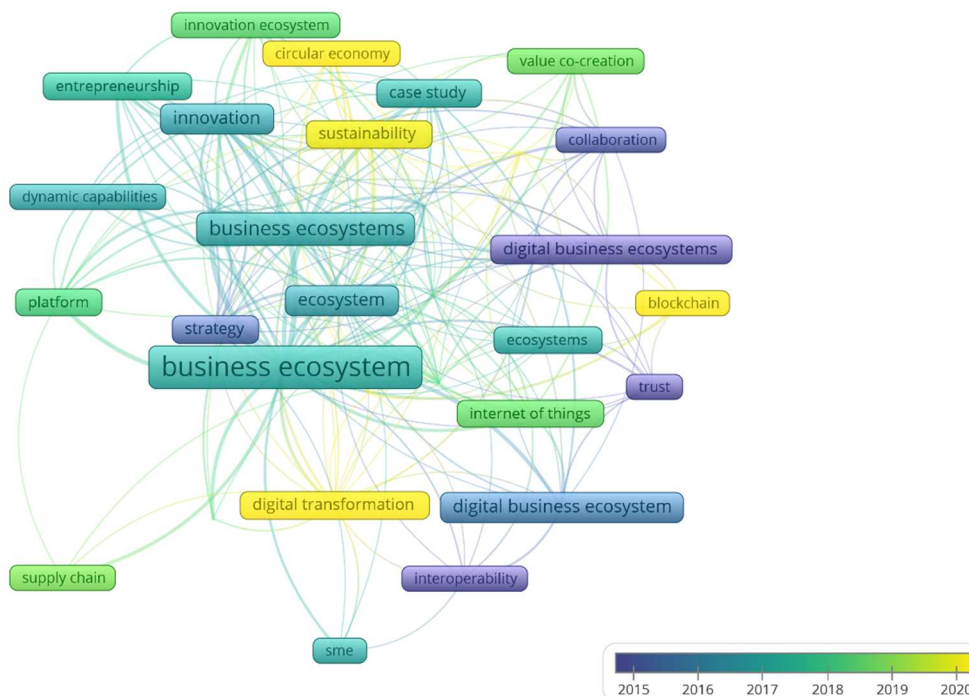 innovation ecosystem
circular economy
value co-creation
entrepreneurship
case study
innovation
sustainability
collaboration
dynamic capabilities
business ecosystems
digital business ecosystems
platform
ecosystem
blockchain
strategy
ecosystems
business ecosystem
trust
internet of things
digital transformation
digital business ecosystem
supply chain
interoperability
sme
2015 2016 2017 2018 2019 2020